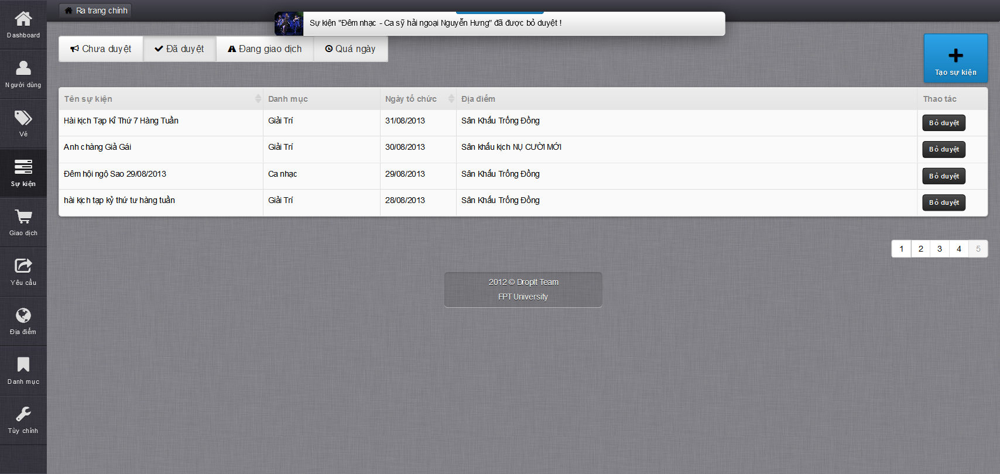 Ra trang chính
Sự kiện "Đêm nhạc - Ca sỹ hải ngoại Nguyễn Hưng" đã được bỏ duyệt !
Dashboard
Người dùng
Vé
Sự kiện
Giao dịch
Yêu cầu
Địa điểm
Danh mục
Tùy chỉnh
Chưa duyệt
Đã duyệt
Đang giao dịch
Quá ngày
Tạo sự kiện
Tên sự kiện Danh mục Ngày tổ chức Địa điểm Thao tác
Hài kịch Tạp Kĩ Thứ 7 Hàng Tuần Giải Trí 31/08/2013 Sân Khấu Trống Đồng Bỏ duyệt
Anh chàng Giả Gái Giải Trí 30/08/2013 Sân khấu kịch NỤ CƯỜI MỚI Bỏ duyệt
Đêm hội ngộ Sao 29/08/2013 Ca nhạc 29/08/2013 Sân Khấu Trống Đồng Bỏ duyệt
hài kịch tạp kỷ thứ tư hàng tuần Giải Trí 28/08/2013 Sân Khấu Trống Đồng Bỏ duyệt
1 2 3 4 5
2012 © DropIt Team
FPT University